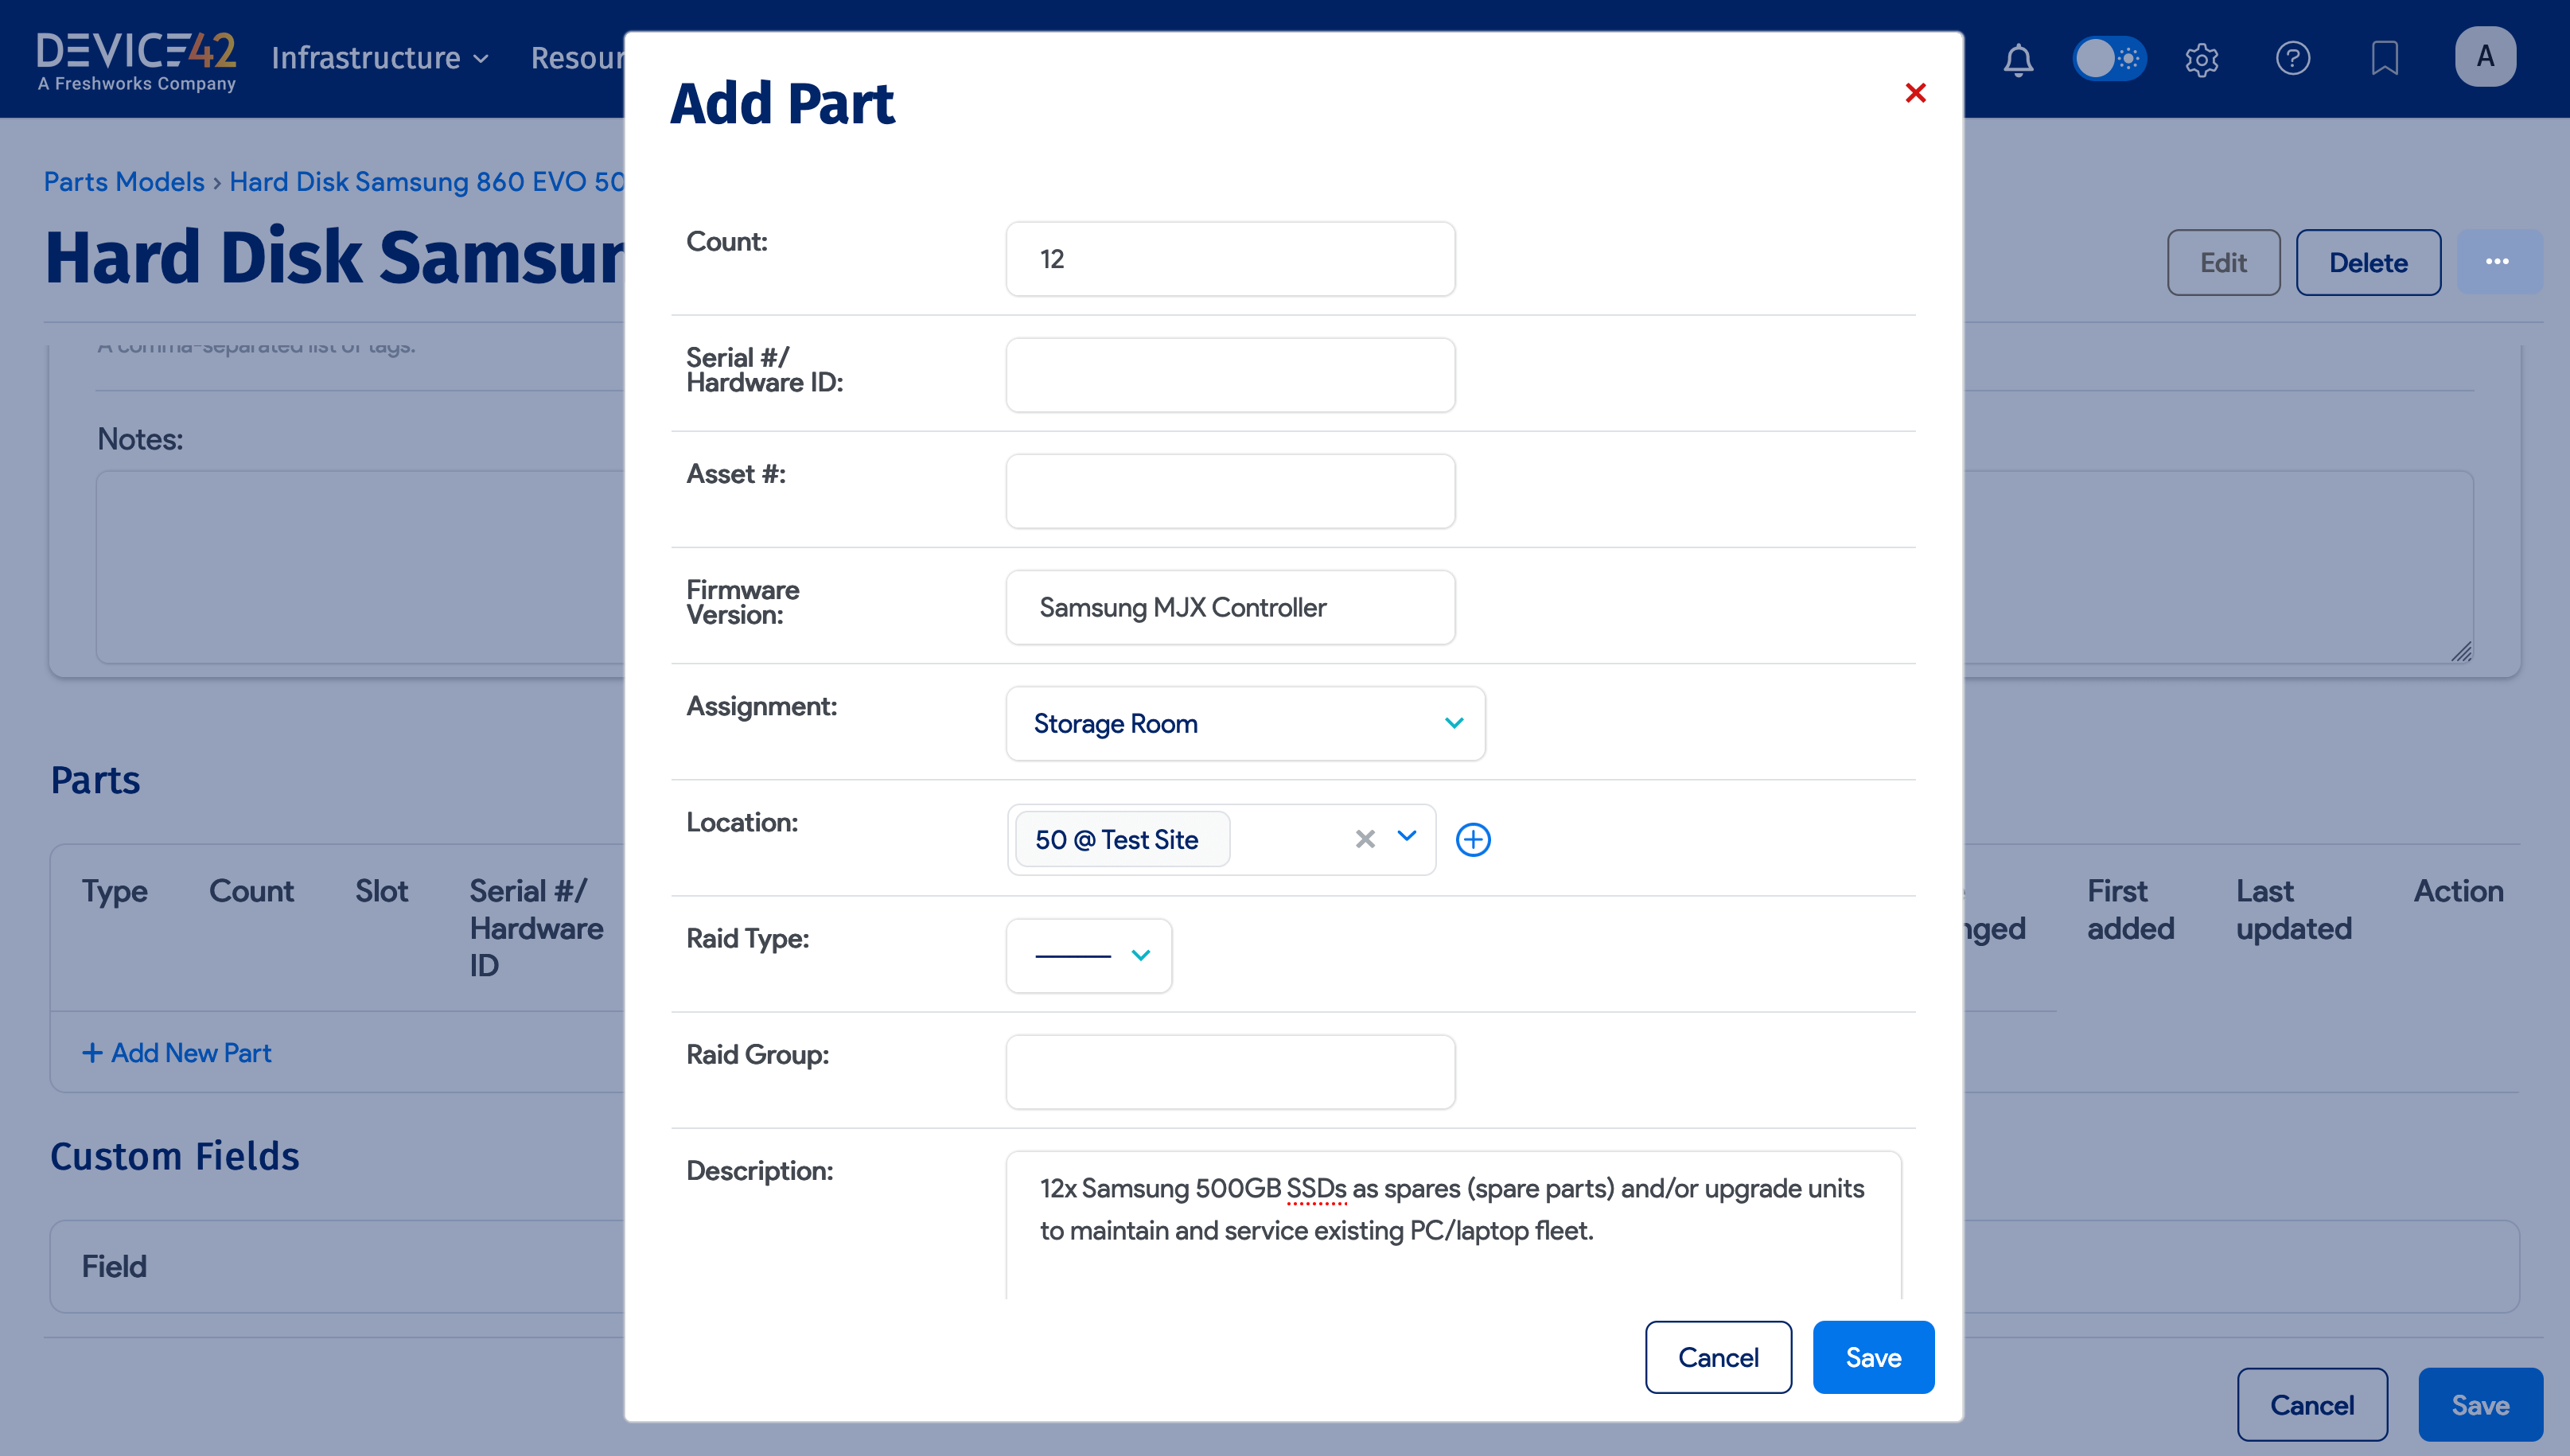 DEVICE42
A Freshworks Company
Infrastructure
A
Parts Models › Hard Disk Samsung 860 EVO
Hard Disk
Edit
Delete
A comma-separated list of tags.
Notes:
Parts
Type
Count
Slot
Serial #/
Hardware
ID
First
added
Last
updated
Action
+ Add New Part
Custom Fields
Field
Cancel
Save
Add Part
Count:
12
Serial #/
Hardware ID:
Asset #:
Firmware
Version:
Samsung MJX Controller
Assignment:
Storage Room
Location:
50 @ Test Site
Raid Type:
Raid Group:
Description:
12x Samsung 500GB SSDs as spares (spare parts) and/or upgrade units
to maintain and service existing PC/laptop fleet.
Cancel
Save